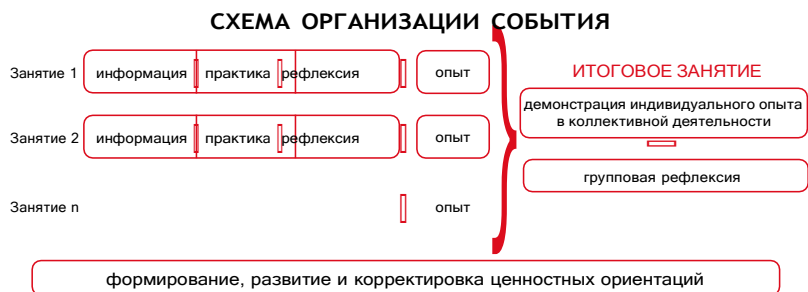 СХЕМА ОРГАНИЗАЦИИ СОБЫТИЯ
Занятие 1 информация практика рефлексия опыт
Занятие 2 информация практика рефлексия опыт
Занятие n опыт
ИТОГОВОЕ ЗАНЯТИЕ
демонстрация индивидуального опыта
в коллективной деятельности
групповая рефлексия
формирование, развитие и корректировка ценностных ориентаций